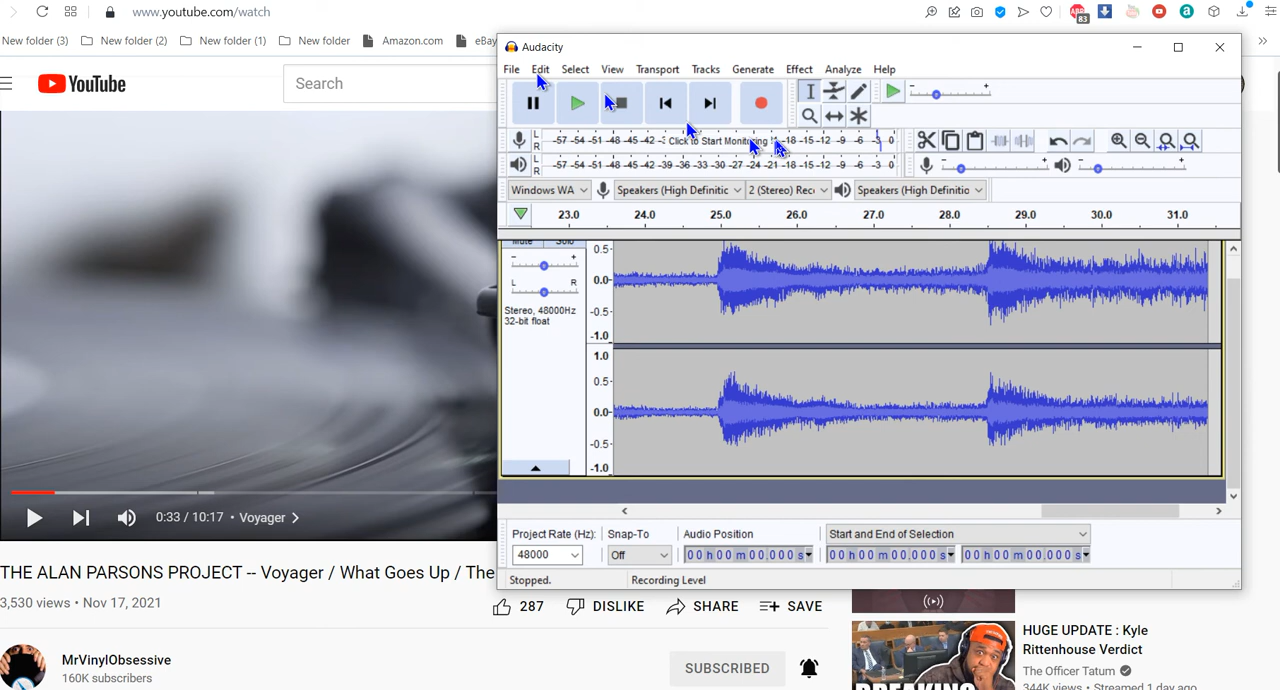 www.youtube.com/watch
83
New folder (3) New folder (2) New folder (1) New folder Amazon.com eBay
YouTube
Search
Audacity
File Edit Select View Transport Tracks Generate Effect Analyze Help
L -57 -54 -51 -48 -45 -42 Click to Start Monitoring -18 -15 -12 -9 -6 -3 0
R
L -57 -54 -51 -48 -45 -42 -39 -36 -33 -30 -27 -24 -21 -18 -15 -12 -9 -6 -3 0
R
Windows WA Speakers (High Definitic 2 (Stereo) Rec Speakers (High Definitio
23.0 24.0 25.0 26.0 27.0 28.0 29.0 30.0 31.0
Mute Solo
- +
L R
Stereo, 48000Hz
32-bit float
0.5
0.0
-0.5
-1.0
1.0
0.5
0.0
-0.5
-1.0
Project Rate (Hz): Snap-To Audio Position Start and End of Selection
48000 Off 00 h 00 m 00.000 s 00 h 00 m 00.000 s 00 h 00 m 00.000 s
Stopped. Recording Level
0:33 / 10:17 • Voyager
THE ALAN PARSONS PROJECT -- Voyager / What Goes Up / The
3,530 views • Nov 17, 2021
287 DISLIKE SHARE SAVE
MrVinylObsessive
160K subscribers
SUBSCRIBED
HUGE UPDATE : Kyle
Rittenhouse Verdict
The Officer Tatum
344K views • Streamed 1 day ago
BREAKING